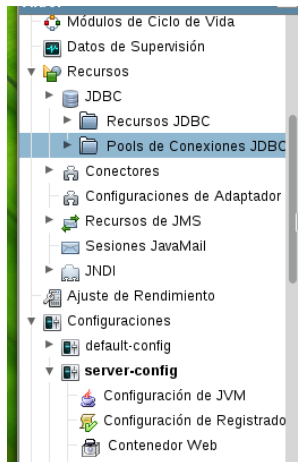 Módulos de Ciclo de Vida
Datos de Supervisión
Recursos
JDBC
Recursos JDBC
Pools de Conexiones JDBC
Conectores
Configuraciones de Adaptador
Recursos de JMS
Sesiones JavaMail
JNDI
Ajuste de Rendimiento
Configuraciones
default-config
server-config
Configuración de JVM
Configuración de Registrado
Contenedor Web